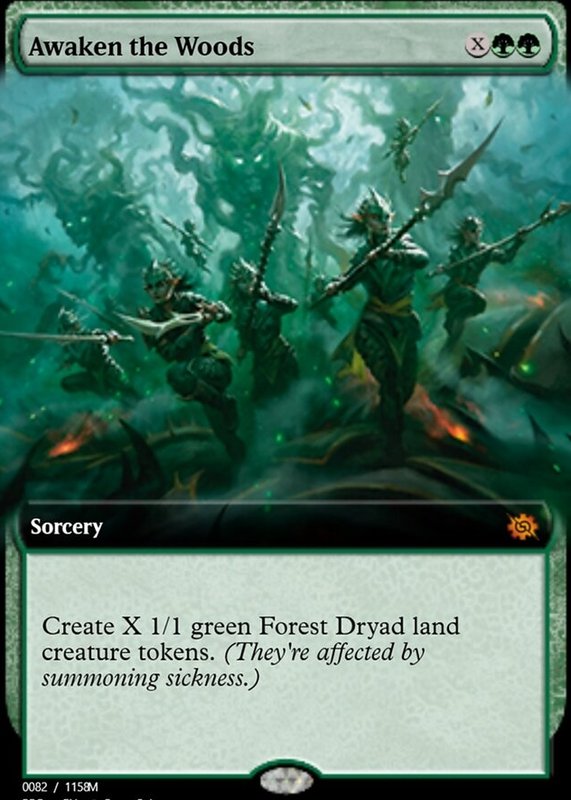 Awaken the Woods X
Sorcery
Create X 1/1 green Forest Dryad land
creature tokens. (They're affected by
summoning sickness.)
0082 / 1158M